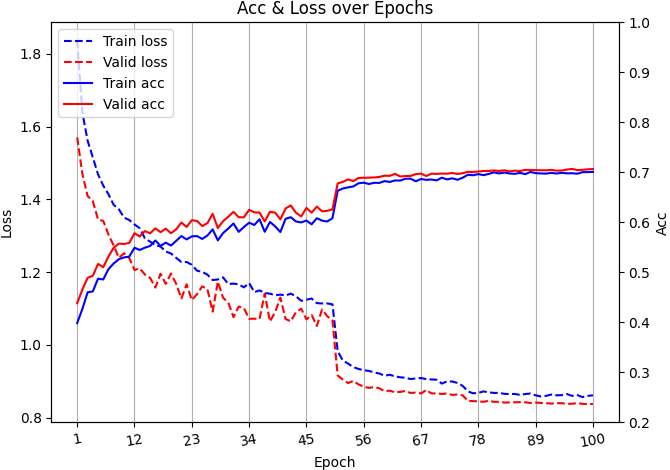 Acc & Loss over Epochs
Train loss
Valid loss
Train acc
Valid acc
1.8
1.6
1.4
1.2
1.0
0.8
Loss
1.0
0.9
0.8
0.7
0.6
0.5
0.4
0.3
0.2
Acc
1 12 23 34 45 56 67 78 89 100
Epoch